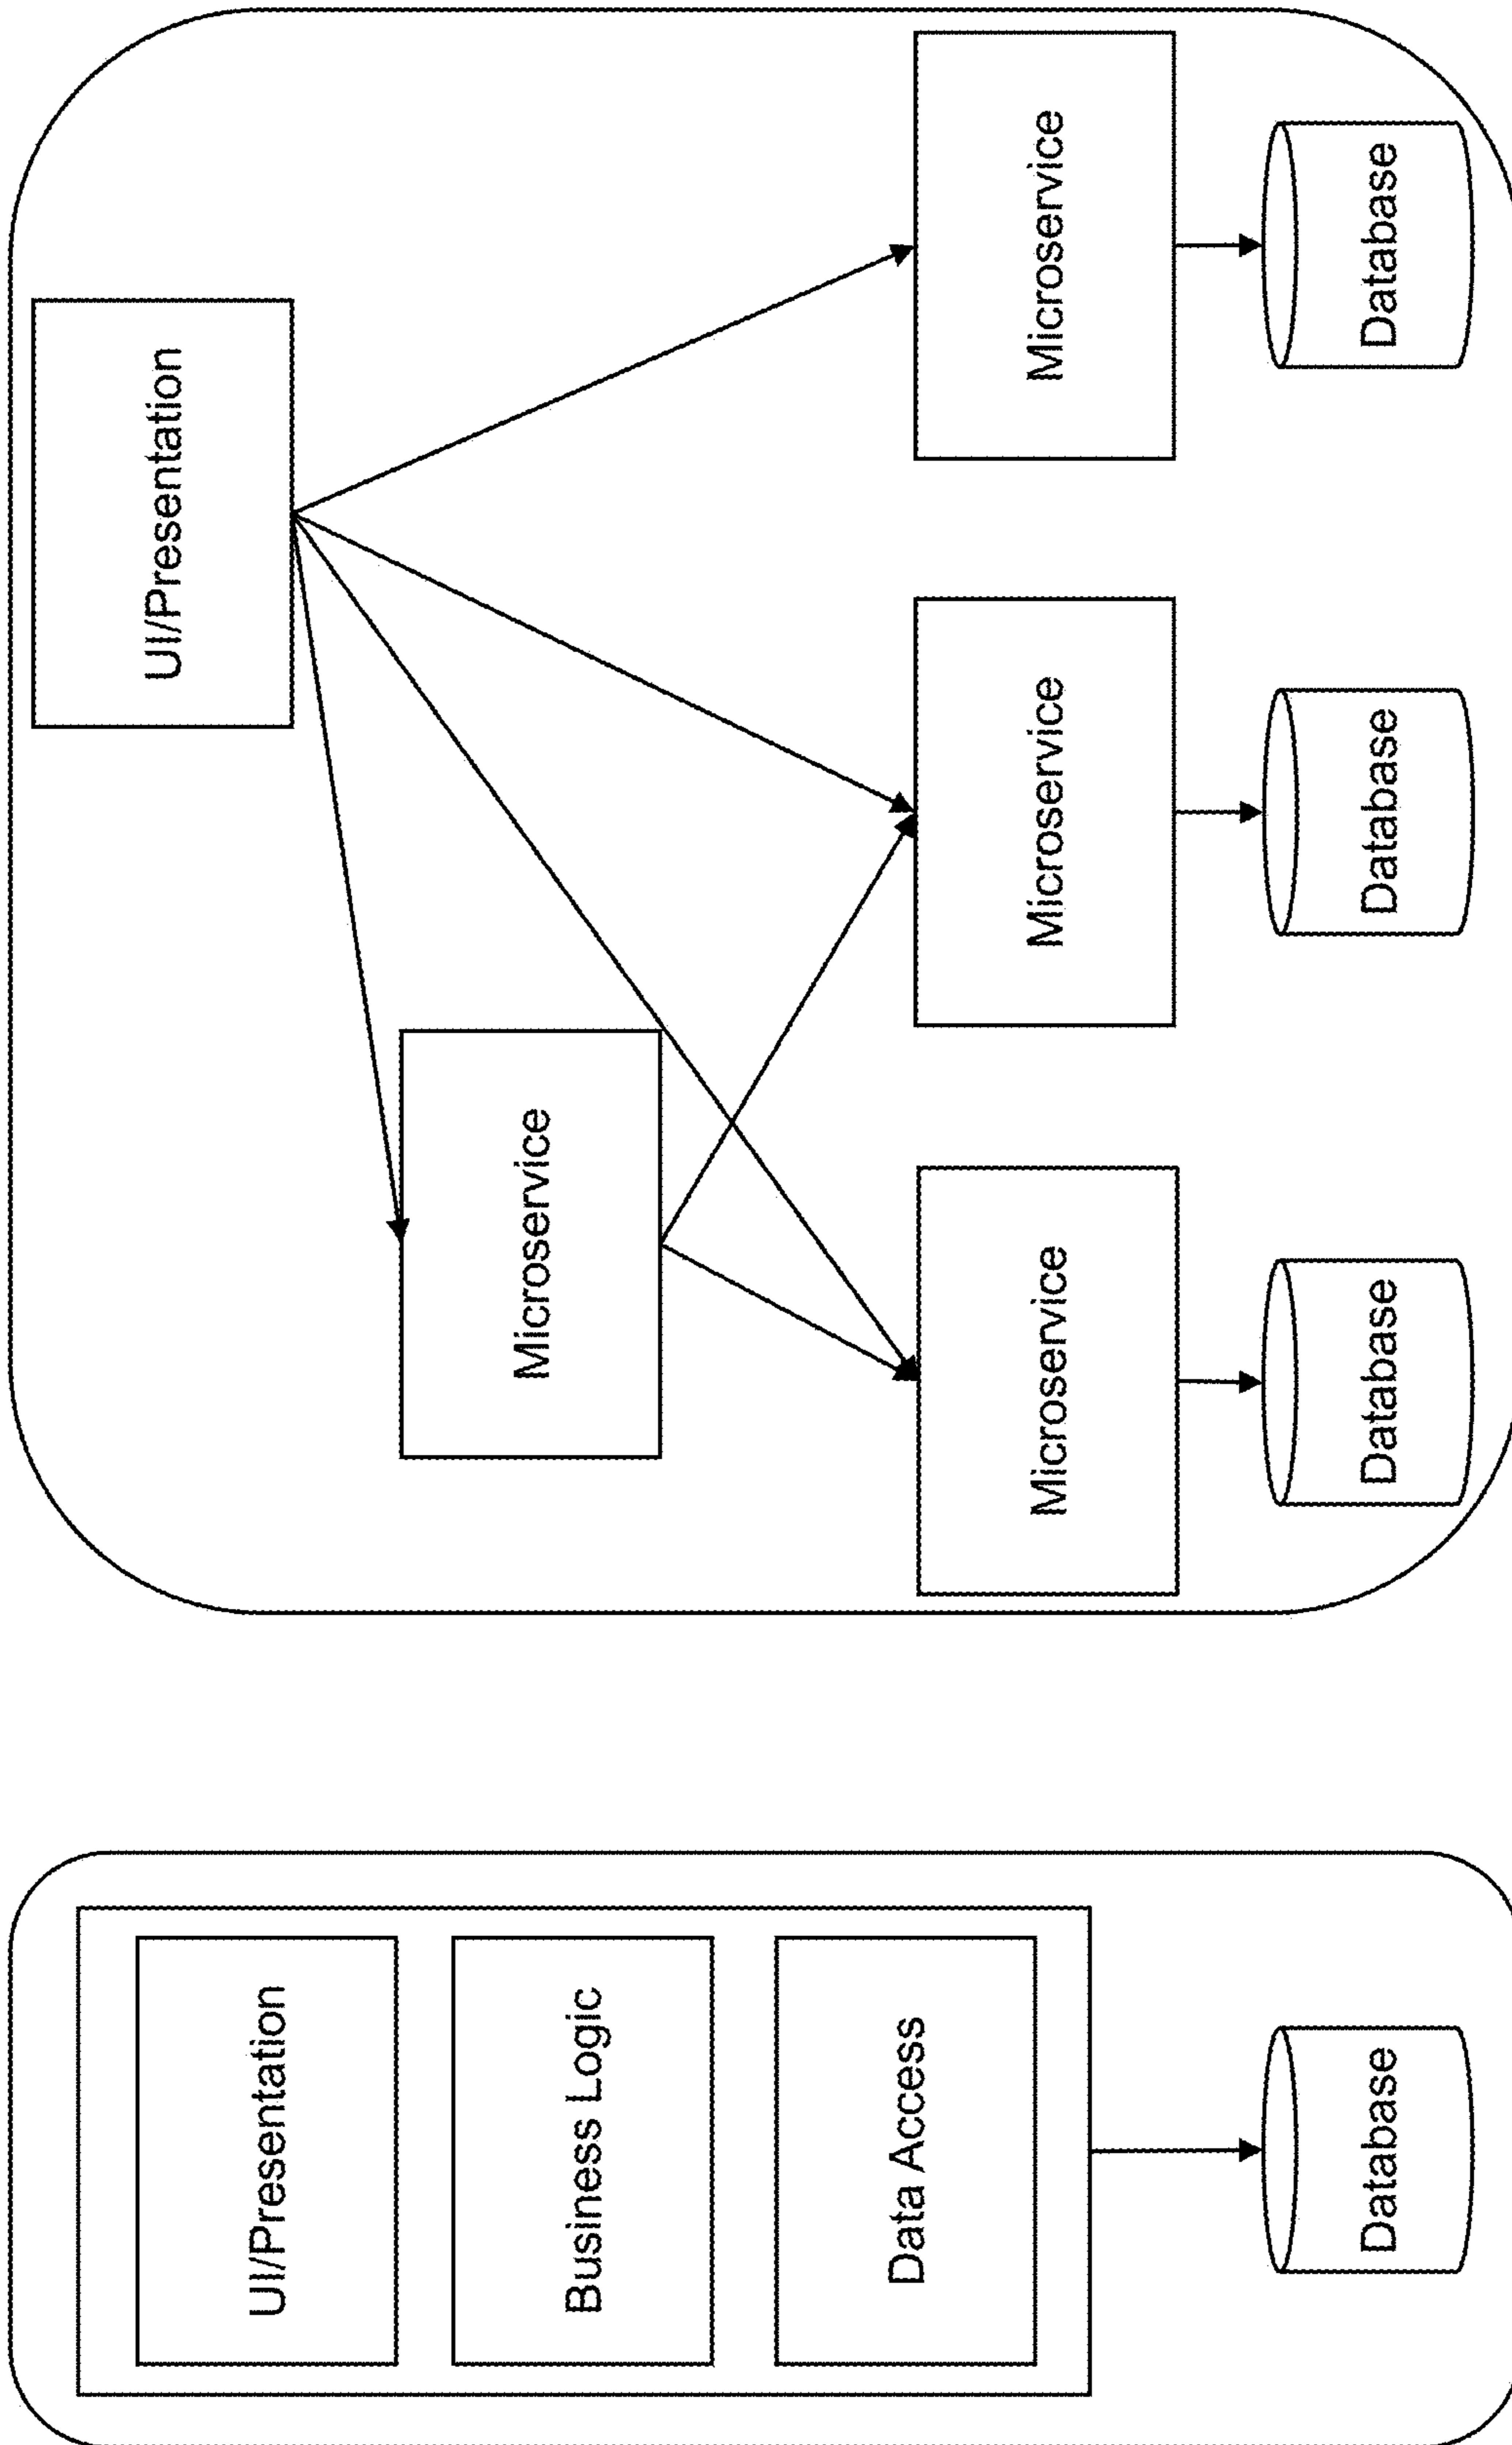 UI/Presentation
Business Logic
Data Access
Database
UI/Presentation
Microservice
Microservice
Microservice
Microservice
Database
Database
Database